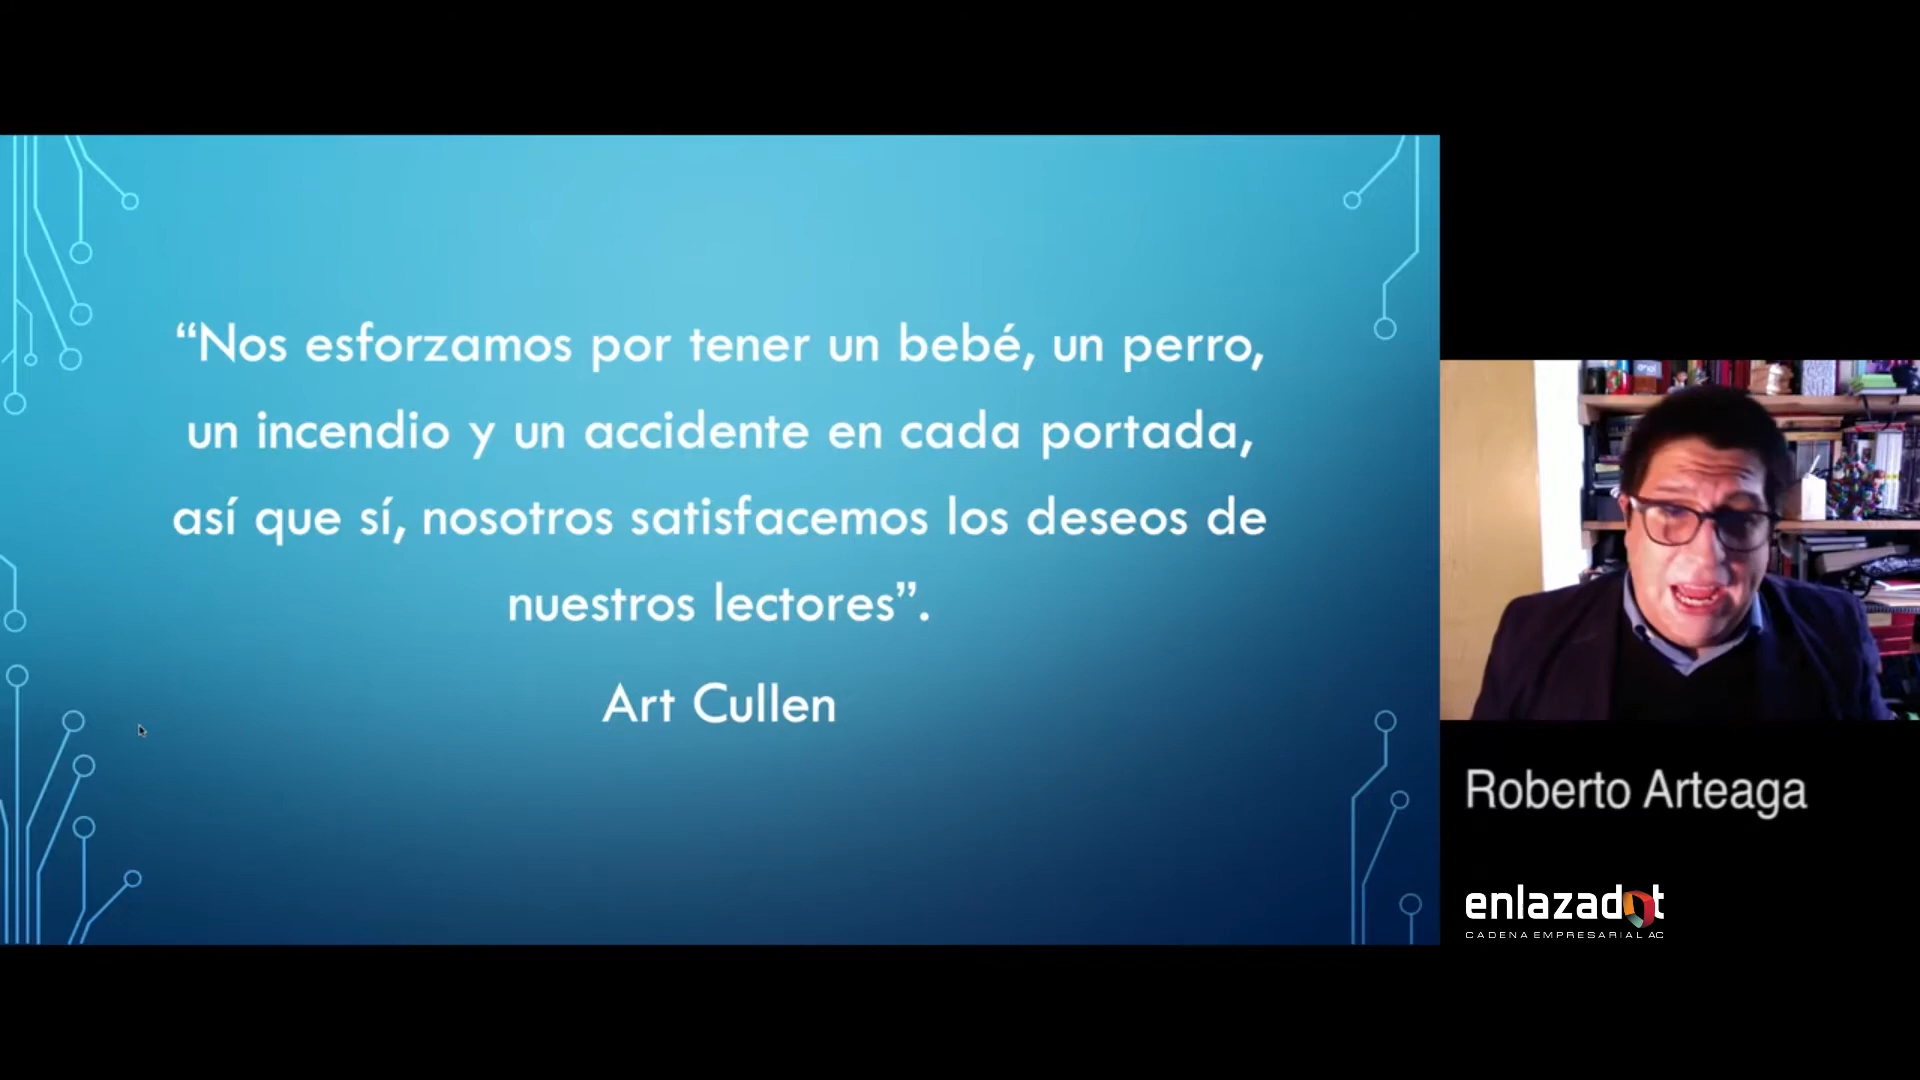 “Nos esforzamos por tener un bebé, un perro,
un incendio y un accidente en cada portada,
así que sí, nosotros satisfacemos los deseos de
nuestros lectores”.
Art Cullen
Roberto Arteaga
enlazadot
CADENA EMPRESARIAL AC